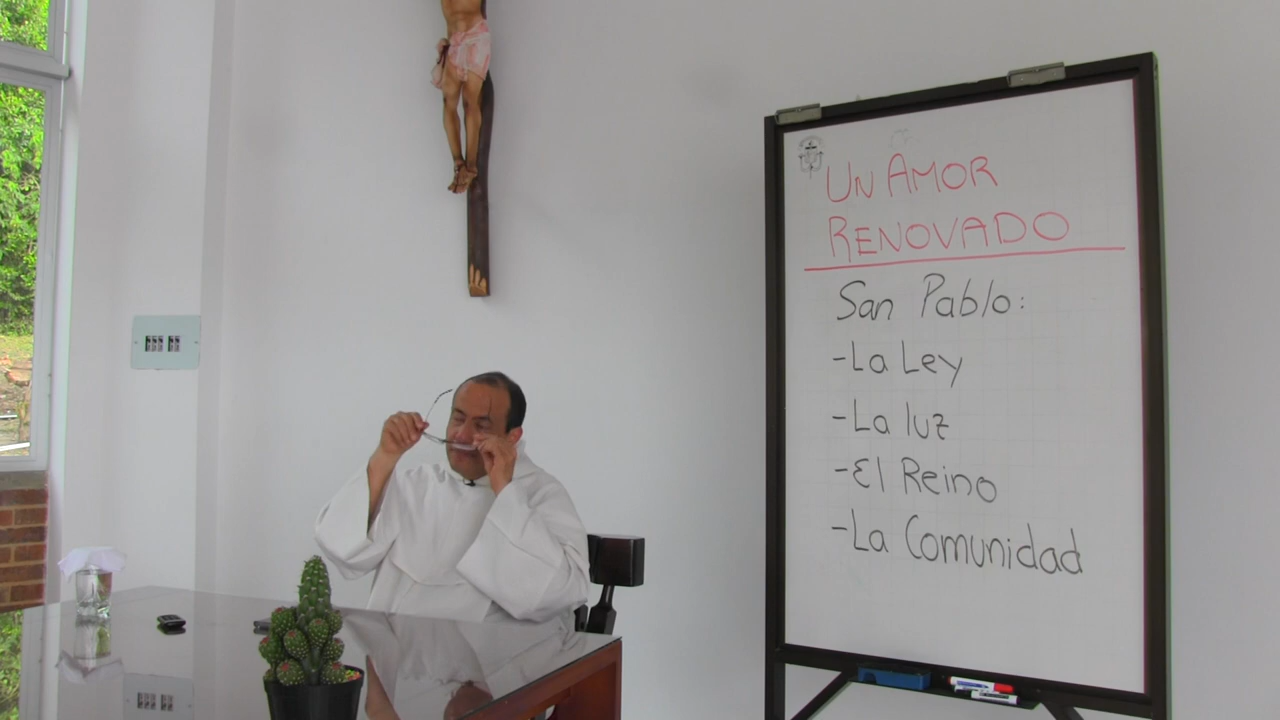 UN AMOR
RENOVADO
San Pablo:
-La Ley
-La luz
-El Reino
-La Comunidad